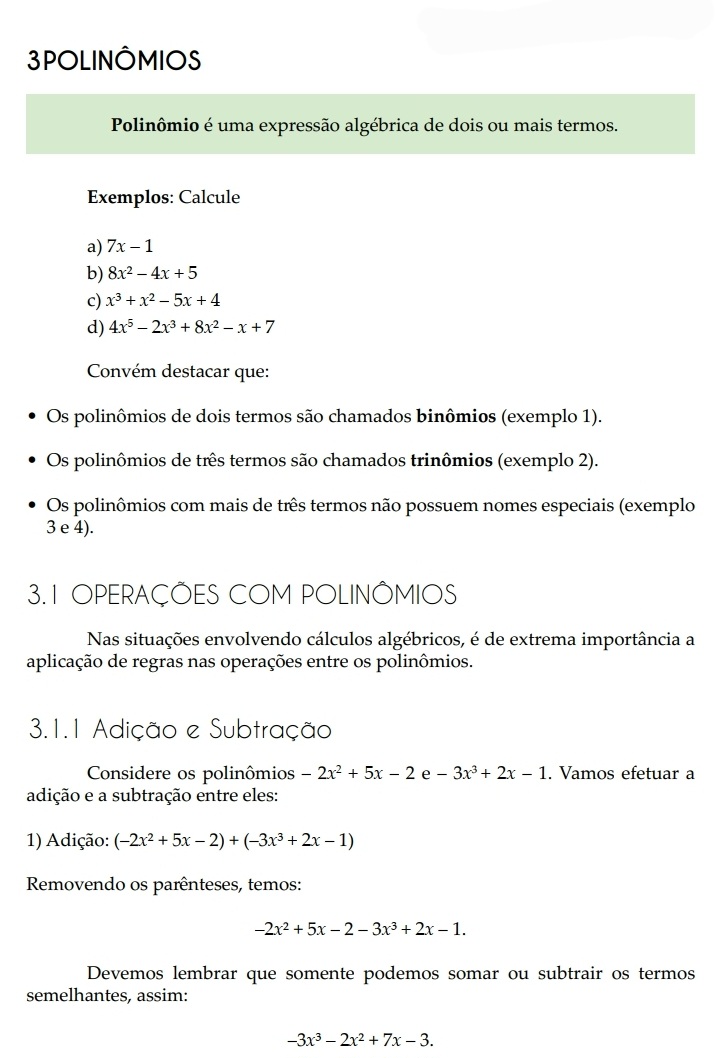 3POLINÔMIOS
Polinômio é uma expressão algébrica de dois ou mais termos.
Exemplos: Calcule
a) 7x – 1
b) 8x² – 4x + 5
c) x³ + x² – 5x + 4
d) 4x⁵ – 2x³ + 8x² – x + 7
Convém destacar que:
• Os polinômios de dois termos são chamados binômios (exemplo 1).
• Os polinômios de três termos são chamados trinômios (exemplo 2).
• Os polinômios com mais de três termos não possuem nomes especiais (exemplo
3 e 4).
3.1 OPERAÇÕES COM POLINÔMIOS
Nas situações envolvendo cálculos algébricos, é de extrema importância a
aplicação de regras nas operações entre os polinômios.
3.1.1 Adição e Subtração
Considere os polinômios – 2x² + 5x – 2 e – 3x³ + 2x – 1. Vamos efetuar a
adição e a subtração entre eles:
1) Adição: (–2x² + 5x – 2) + (–3x³ + 2x – 1)
Removendo os parênteses, temos:
–2x² + 5x – 2 – 3x³ + 2x – 1.
Devemos lembrar que somente podemos somar ou subtrair os termos
semelhantes, assim:
–3x³ – 2x² + 7x – 3.